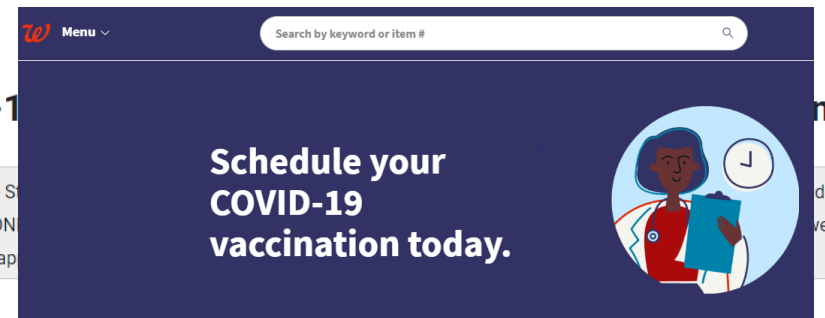 W
Menu
Search by keyword or item #
Schedule your
COVID-19
vaccination today.